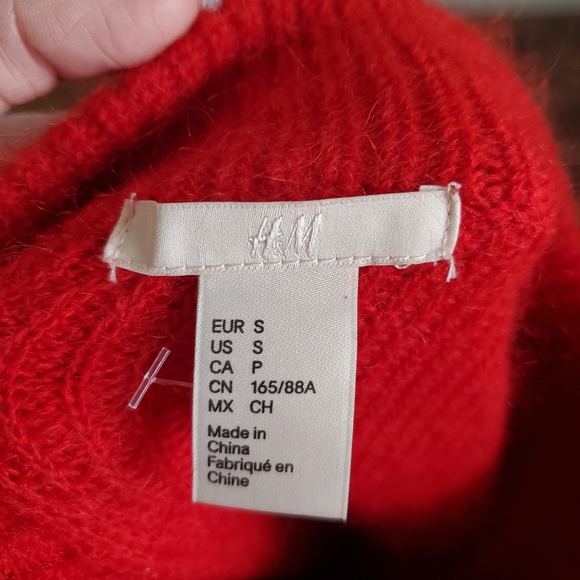 H&M
EUR S
US S
CA P
CN 165/88A
MX CH
Made in
China
Fabriqué en
Chine